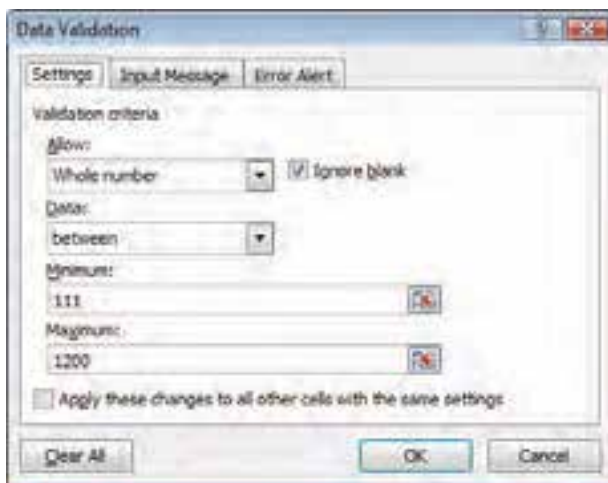 Data Validation
Settings Input Message Error Alert
Validation criteria
Allow:
Whole number Ignore blank
Data:
between
Minimum:
111
Maximum:
1200
Apply these changes to all other cells with the same settings
Clear All OK Cancel